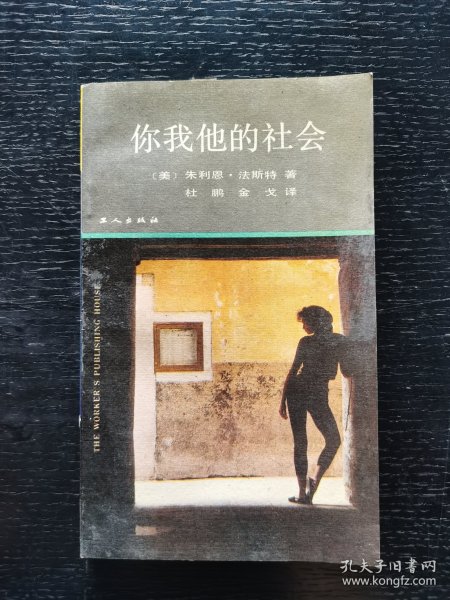 你我他的社会
〔美〕朱利恩·法斯特 著
杜鹏 金戈 译
工人出版社
THE WORKER'S PUBLISHING HOUSE
孔夫子旧书网
www.kongfz.com